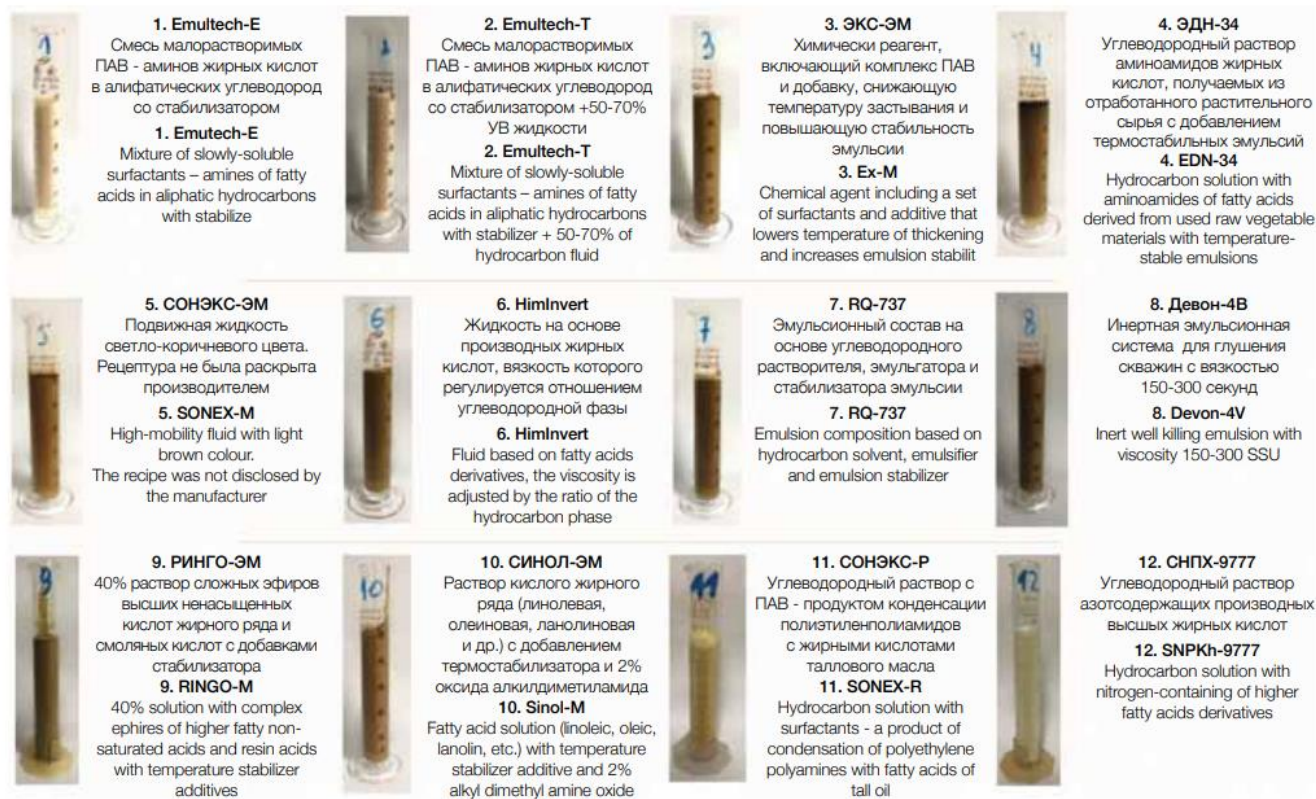 1
1. Emultech-E
Смесь малорастворимых
ПАВ - аминов жирных кислот
в алифатических углеводород
со стабилизатором
1. Emutech-E
Mixture of slowly-soluble
surfactants – amines of fatty
acids in aliphatic hydrocarbons
with stabilize
2. Emultech-T
Смесь малорастворимых
ПАВ - аминов жирных кислот
в алифатических углеводород
со стабилизатором +50-70%
УВ жидкости
2. Emultech-T
Mixture of slowly-soluble
surfactants – amines of fatty
acids in aliphatic hydrocarbons
with stabilizer + 50-70% of
hydrocarbon fluid
3
3. ЭКС-ЭМ
Химически реагент,
включающий комплекс ПАВ
и добавку, снижающую
температуру застывания и
повышающую стабильность
эмульсии
3. Ex-M
Chemical agent including a set
of surfactants and additive that
lowers temperature of thickening
and increases emulsion stabilit
4
4. ЭДН-34
Углеводородный раствор
аминоамидов жирных
кислот, получаемых из
отработанного растительного
сырья с добавлением
термостабильных эмульсий
4. EDN-34
Hydrocarbon solution with
aminoamides of fatty acids
derived from used raw vegetable
materials with temperature-
stable emulsions
5
5. СОНЭКС-ЭМ
Подвижная жидкость
светло-коричневого цвета.
Рецептура не была раскрыта
производителем
5. SONEX-M
High-mobility fluid with light
brown colour.
The recipe was not disclosed by
the manufacturer
6
6. HimInvert
Жидкость на основе
производных жирных
кислот, вязкость которого
регулируется отношением
углеводородной фазы
6. HimInvert
Fluid based on fatty acids
derivatives, the viscosity is
adjusted by the ratio of the
hydrocarbon phase
7
7. RQ-737
Эмульсионный состав на
основе углеводородного
растворителя, эмульгатора и
стабилизатора эмульсии
7. RQ-737
Emulsion composition based on
hydrocarbon solvent, emulsifier
and emulsion stabilizer
8
8. Девон-4В
Инертная эмульсионная
система для глушения
скважин с вязкостью
150-300 секунд
8. Devon-4V
Inert well killing emulsion with
viscosity 150-300 SSU
9
9. РИНГО-ЭМ
40% раствор сложных эфиров
высших ненасыщенных
кислот жирного ряда и
смоляных кислот с добавками
стабилизатора
9. RINGO-M
40% solution with complex
ephires of higher fatty non-
saturated acids and resin acids
with temperature stabilizer
additives
10
10. СИНОЛ-ЭМ
Раствор кислого жирного
ряда (линолевая,
олеиновая, ланолиновая
и др.) с добавлением
термостабилизатора и 2%
оксида алкилдиметиламида
10. Sinol-M
Fatty acid solution (linoleic, oleic,
lanolin, etc.) with temperature
stabilizer additive and 2%
alkyl dimethyl amine oxide
11
11. СОНЭКС-Р
Углеводородный раствор с
ПАВ - продуктом конденсации
полиэтиленполиамидов
с жирными кислотами
таллового масла
11. SONEX-R
Hydrocarbon solution with
surfactants - a product of
condensation of polyethylene
polyamines with fatty acids of
tall oil
12
12. СНПХ-9777
Углеводородный раствор
азотсодержащих производных
высшых жирных кислот
12. SNPKh-9777
Hydrocarbon solution with
nitrogen-containing of higher
fatty acids derivatives